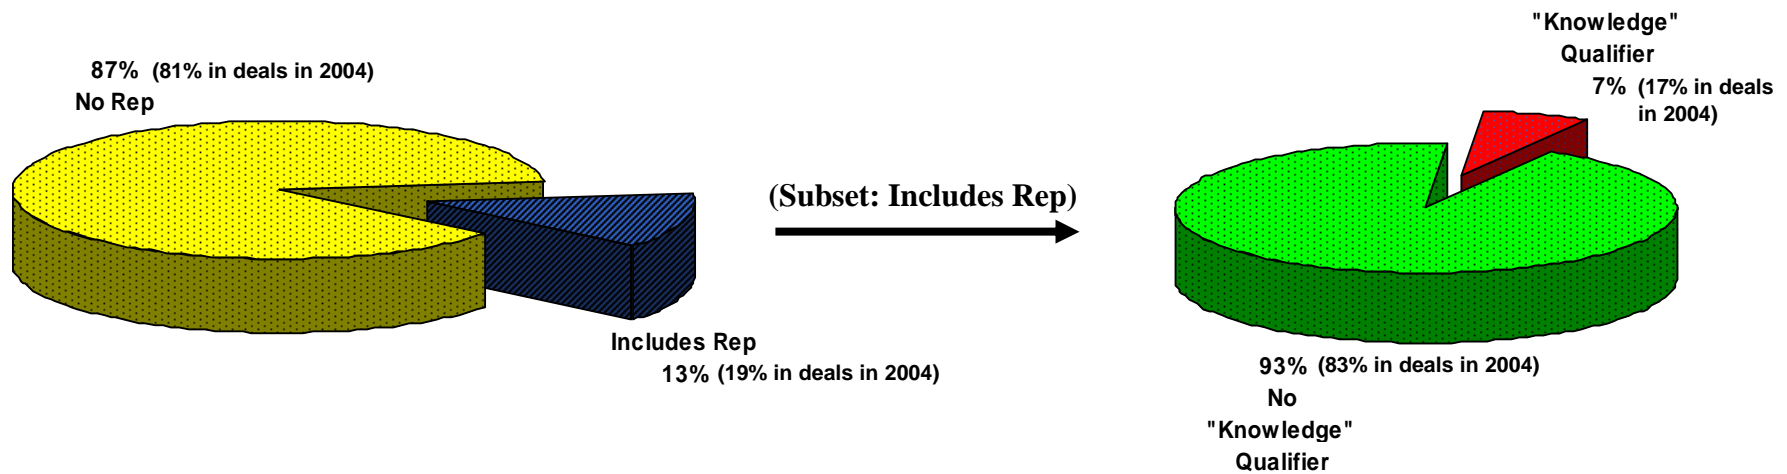 87% (81% in deals in 2004)
No Rep
Includes Rep
13% (19% in deals in 2004)
(Subset: Includes Rep)
"Knowledge"
Qualifier
7% (17% in deals
in 2004)
93% (83% in deals in 2004)
No
"Knowledge"
Qualifier